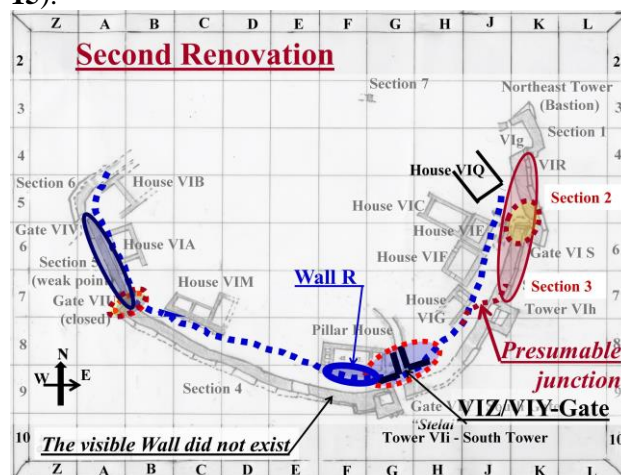 15).
Z A B C D E F G H J K L
Second Renovation
2 2
Section 7
Northeast Tower
(Bastion)
3 3
VIg Section 1
4 4
House VIQ VIR
Section 6 House VIB
5 5
House VIC Section 2
Gate VIV House VIE
House VIA Gate VI S
6 6
Section 5 House VIF
(weak point)
Wall R
House VIM Section 3
7 7
Gate VIU House
(closed) VIG Tower VIh
Pillar House
8 8
Presumable
junction
N
W E
Section 4
9 9
VIZ/VIY-Gate
"Stelai
The visible Wall did not exist
Tower VIi - South Tower
10 10
Z A B C D E F G H J K L